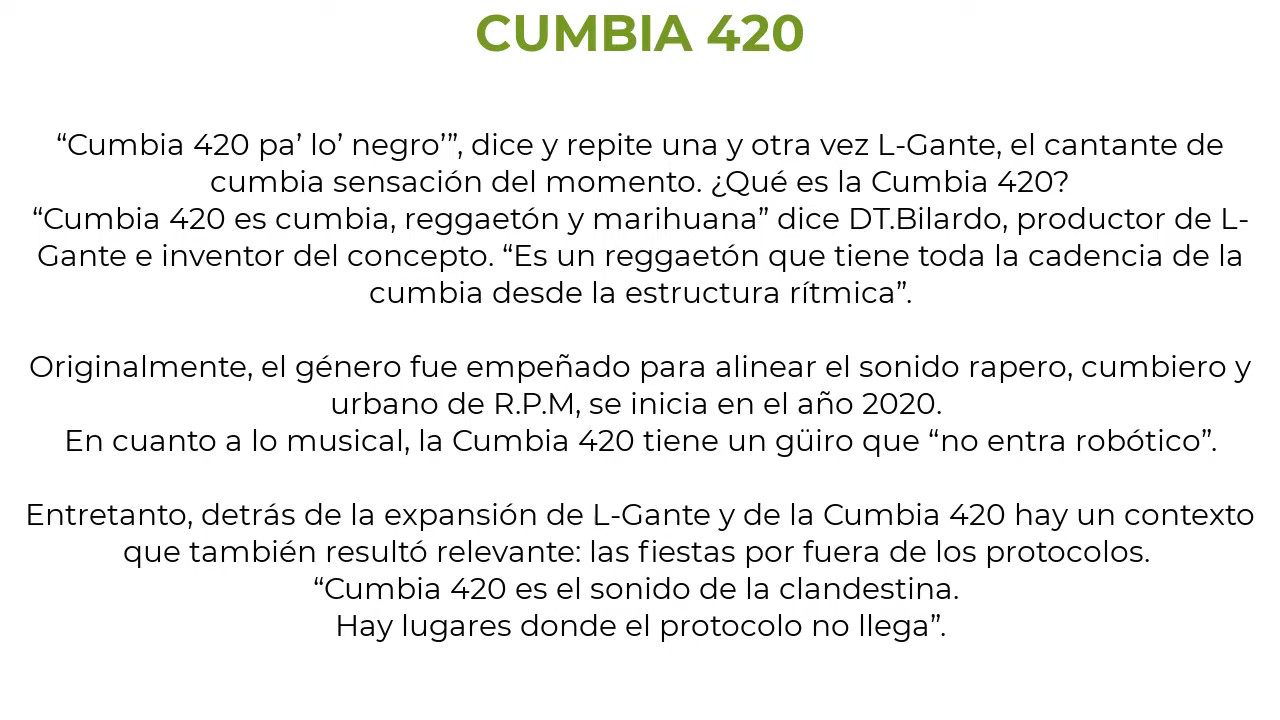 CUMBIA 420
“Cumbia 420 pa’ lo’ negro’”, dice y repite una y otra vez L-Gante, el cantante de
cumbia sensación del momento. ¿Qué es la Cumbia 420?
“Cumbia 420 es cumbia, reggaetón y marihuana” dice DT.Bilardo, productor de L-
Gante e inventor del concepto. “Es un reggaetón que tiene toda la cadencia de la
cumbia desde la estructura rítmica”.
Originalmente, el género fue empeñado para alinear el sonido rapero, cumbiero y
urbano de R.P.M, se inicia en el año 2020.
En cuanto a lo musical, la Cumbia 420 tiene un güiro que “no entra robótico”.
Entretanto, detrás de la expansión de L-Gante y de la Cumbia 420 hay un contexto
que también resultó relevante: las fiestas por fuera de los protocolos.
“Cumbia 420 es el sonido de la clandestina.
Hay lugares donde el protocolo no llega”.